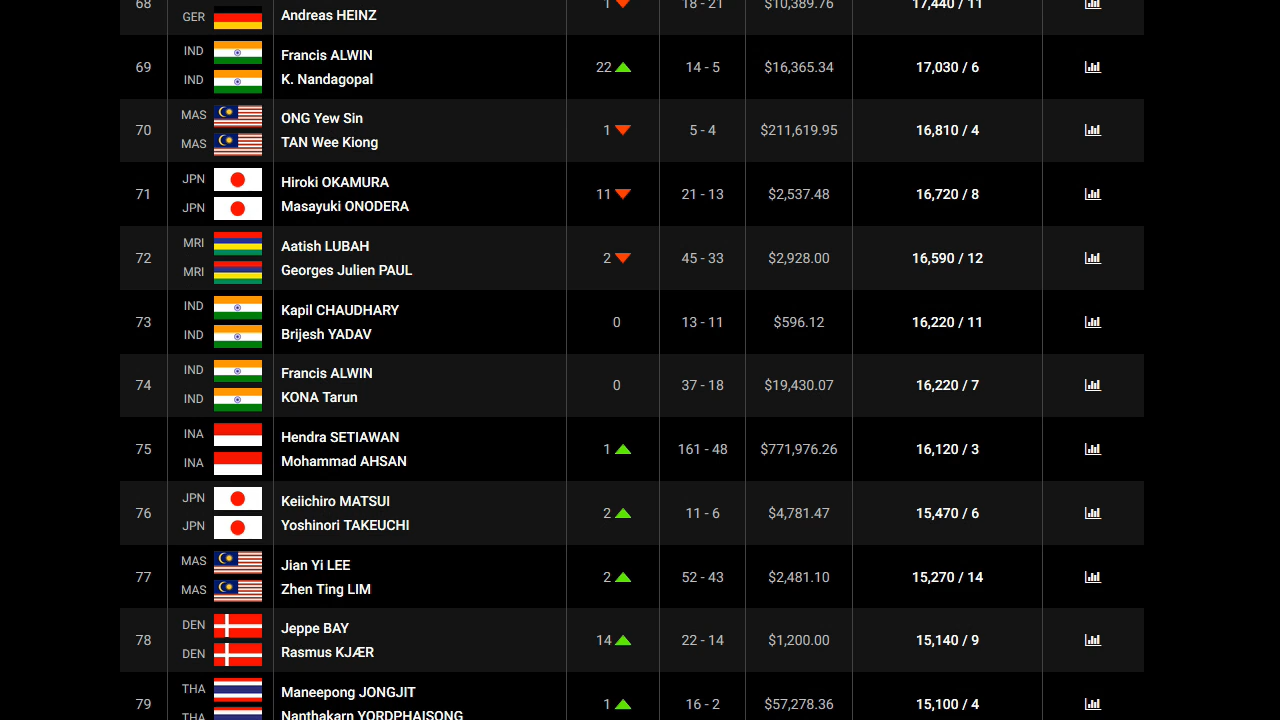 68 GER Andreas HEINZ 1 18 - 21 $10,389.76 17,440 / 11
IND Francis ALWIN
69 22 14 - 5 $16,365.34 17,030 / 6
IND K. Nandagopal
MAS ONG Yew Sin
70 1 5 - 4 $211,619.95 16,810 / 4
MAS TAN Wee Kiong
JPN Hiroki OKAMURA
71 11 21 - 13 $2,537.48 16,720 / 8
JPN Masayuki ONODERA
MRI Aatish LUBAH
72 2 45 - 33 $2,928.00 16,590 / 12
MRI Georges Julien PAUL
IND Kapil CHAUDHARY
73 0 13 - 11 $596.12 16,220 / 11
IND Brijesh YADAV
IND Francis ALWIN
74 0 37 - 18 $19,430.07 16,220 / 7
IND KONA Tarun
INA Hendra SETIAWAN
75 1 161 - 48 $771,976.26 16,120 / 3
INA Mohammad AHSAN
JPN Keiichiro MATSUI
76 2 11 - 6 $4,781.47 15,470 / 6
JPN Yoshinori TAKEUCHI
MAS Jian Yi LEE
77 2 52 - 43 $2,481.10 15,270 / 14
MAS Zhen Ting LIM
DEN Jeppe BAY
78 14 22 - 14 $1,200.00 15,140 / 9
DEN Rasmus KJÆR
THA Maneepong JONGJIT
79 1 16 - 2 $57,278.36 15,100 / 4
THA Nanthakarn YORDPHAISONG